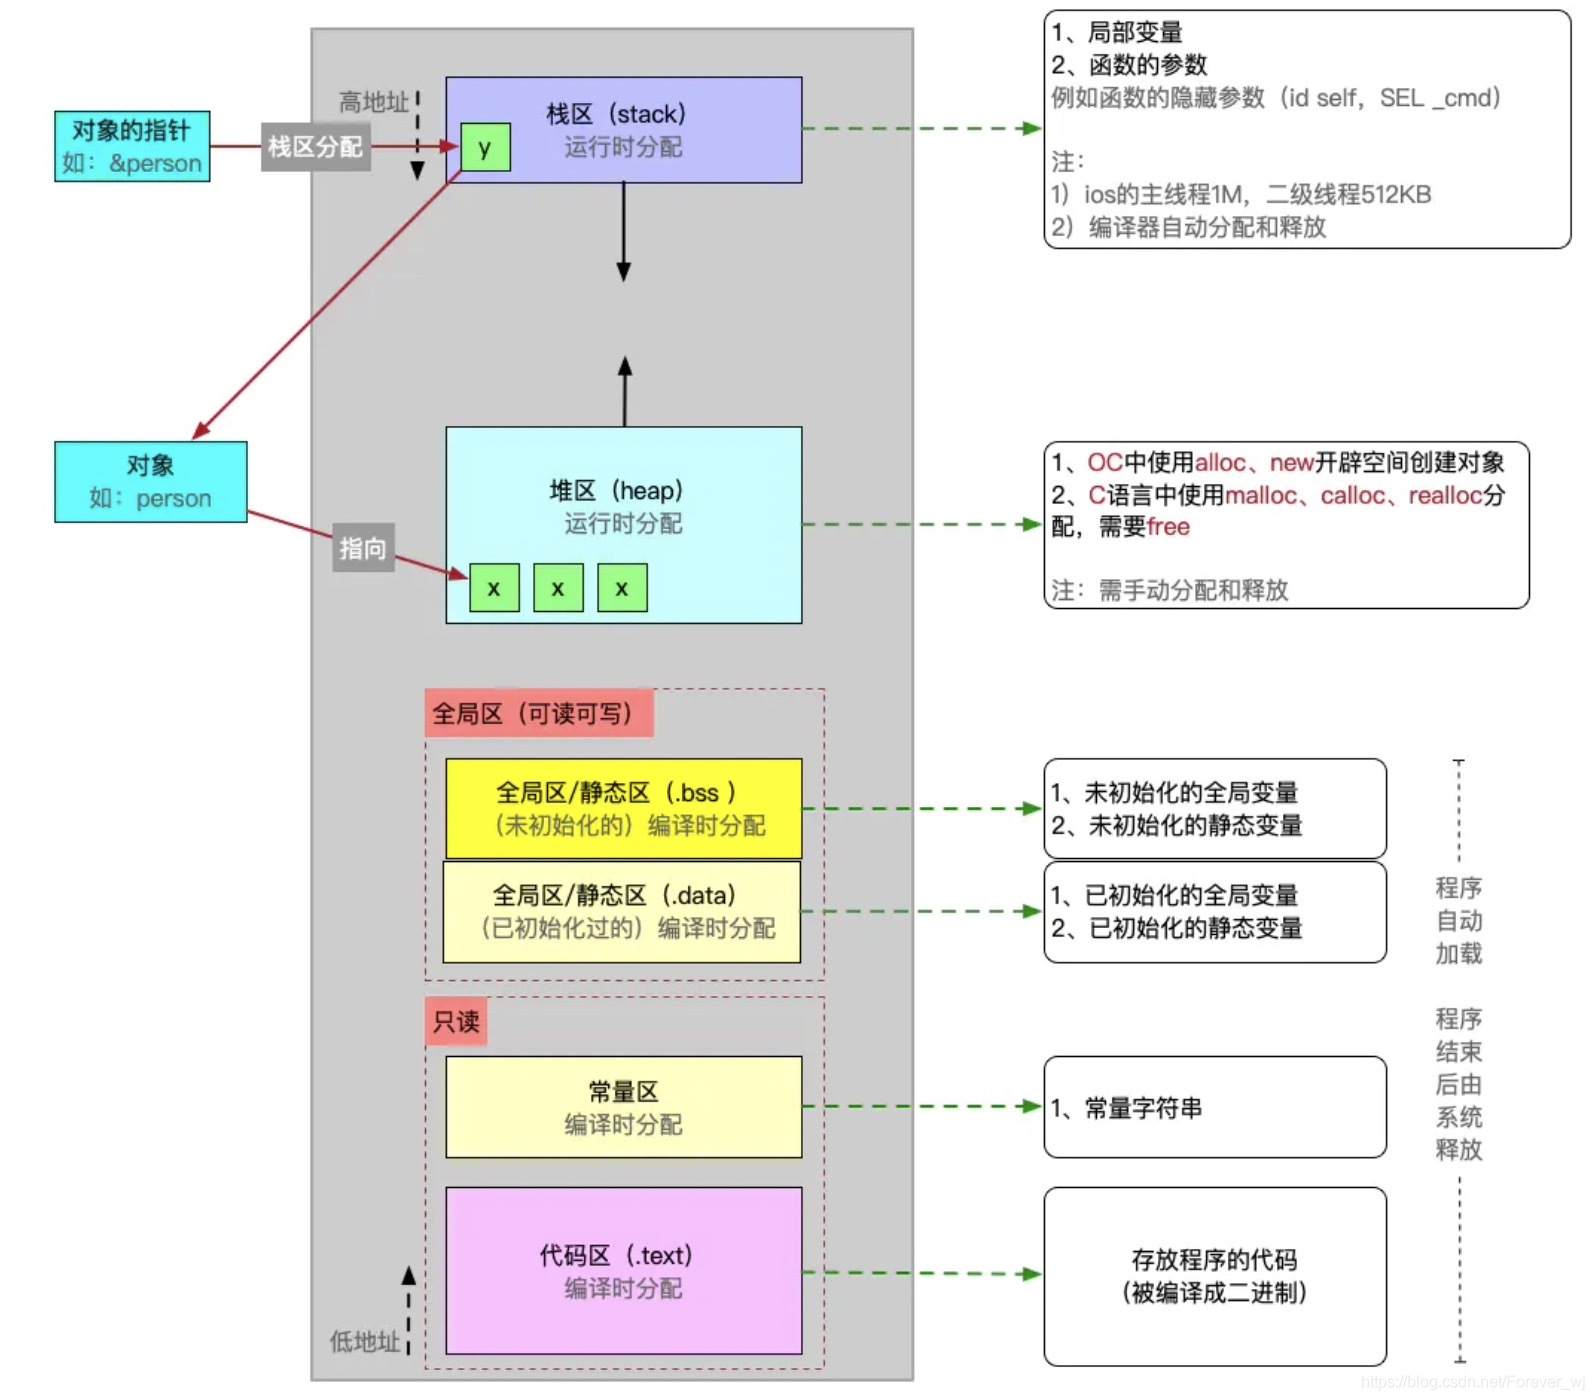 高地址
对象的指针
如：&person
栈区分配
y
栈区（stack）
运行时分配
1、局部变量
2、函数的参数
例如函数的隐藏参数（id self，SEL _cmd）
注：
1）ios的主线程1M，二级线程512KB
2）编译器自动分配和释放
对象
如：person
指向
堆区（heap)
运行时分配
x
x
x
1、OC中使用alloc、new开辟空间创建对象
2、C语言中使用malloc、calloc、realloc分
配，需要free
注：需手动分配和释放
全局区（可读可写）
全局区/静态区（.bss ）
（未初始化的）编译时分配
1、未初始化的全局变量
2、未初始化的静态变量
全局区/静态区（.data）
（已初始化过的）编译时分配
1、已初始化的全局变量
2、已初始化的静态变量
程序
自动
加载
只读
常量区
编译时分配
1、常量字符串
程序
结束
后由
系统
释放
代码区（.text）
编译时分配
存放程序的代码
（被编译成二进制）
低地址
https://blog.csdn.net/Forever_wj